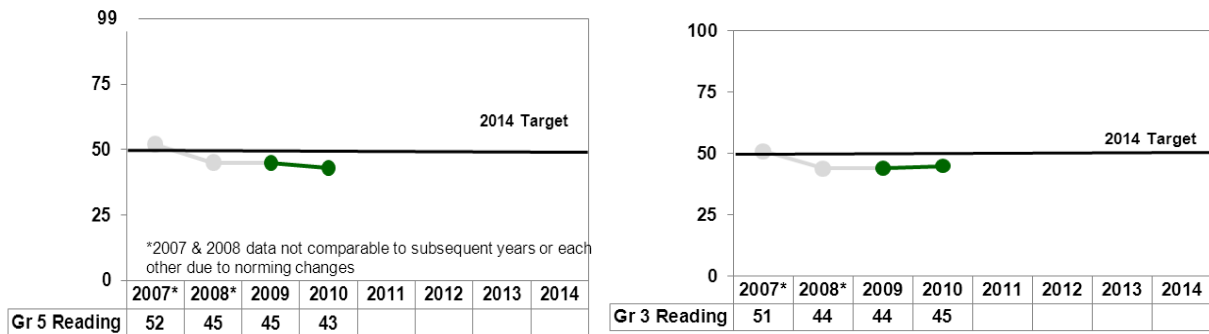 99
75
2014 Target
50
25
*2007 & 2008 data not comparable to subsequent years or each
other due to norming changes
0
2007* 2008* 2009 2010 2011 2012 2013 2014
Gr 5 Reading 52 45 45 43
100
75
2014 Target
50
25
0
2007* 2008* 2009 2010 2011 2012 2013 2014
Gr 3 Reading 51 44 44 45